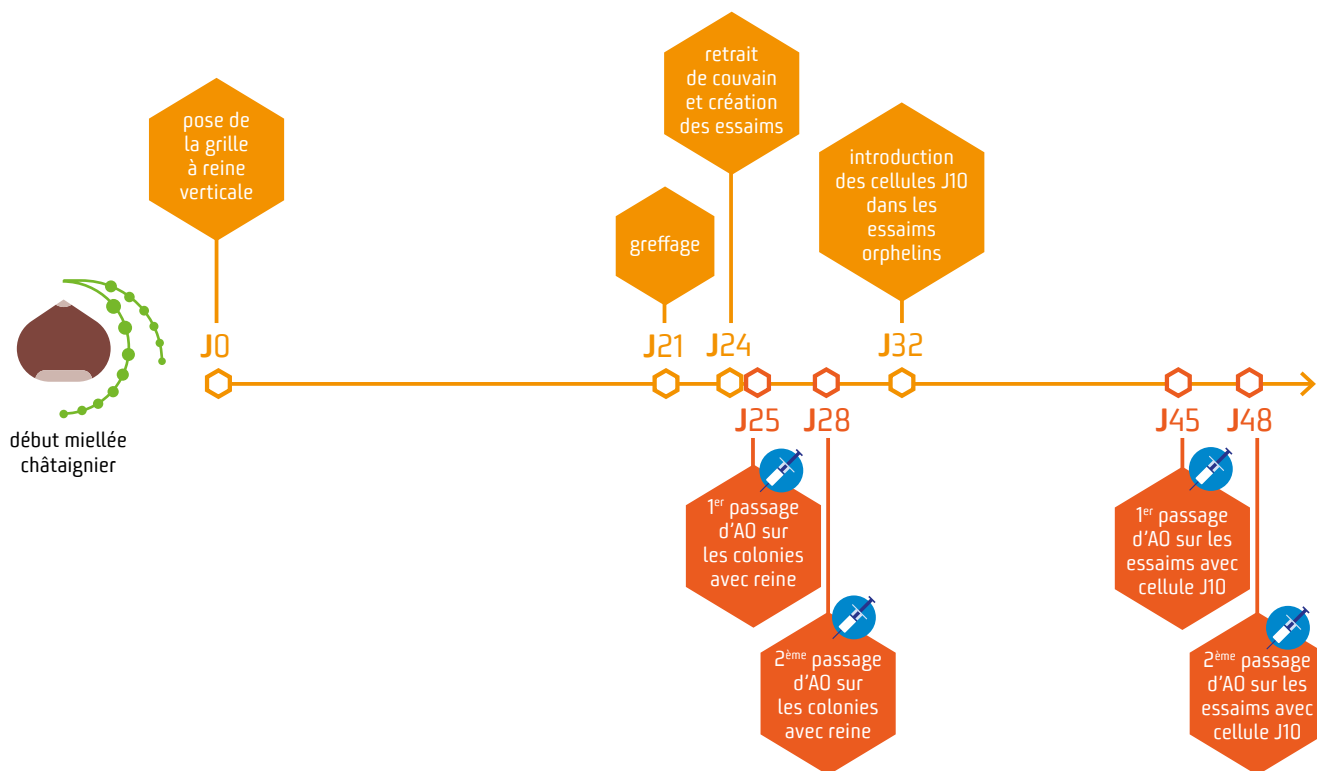 pose de
la grille
à reine
verticale
retrait
de couvain
et création
des essaims
greffage
introduction
des cellules J10
dans les
essaims
orphelins
J0
J21
J24
J32
début miellée
châtaignier
J25
J28
J45
J48
1er passage
d'AO sur
les colonies
avec reine
2ème passage
d'AO sur
les colonies
avec reine
1er passage
d'AO sur les
essaims avec
cellule J10
2ème passage
d'AO sur les
essaims avec
cellule J10